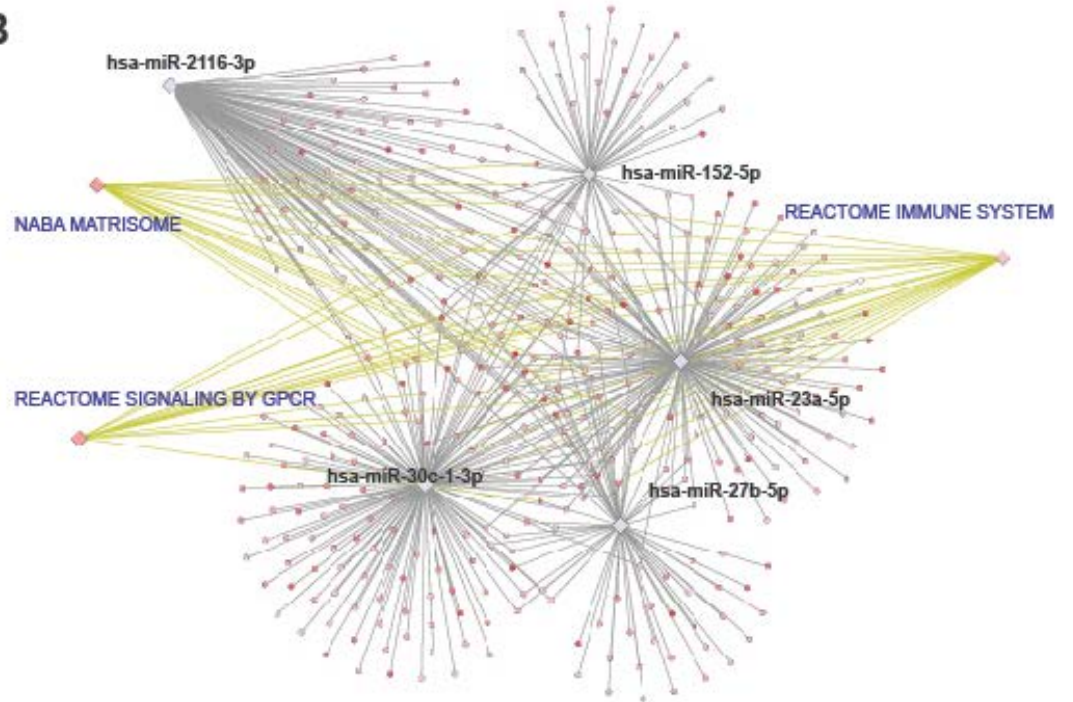 B
hsa-miR-2116-3p
hsa-miR-152-5p
NABA MATRISOME
REACTOME IMMUNE SYSTEM
REACTOME SIGNALING BY GPCR
hsa-miR-23a-5p
hsa-miR-30c-1-3p
hsa-miR-27b-5p